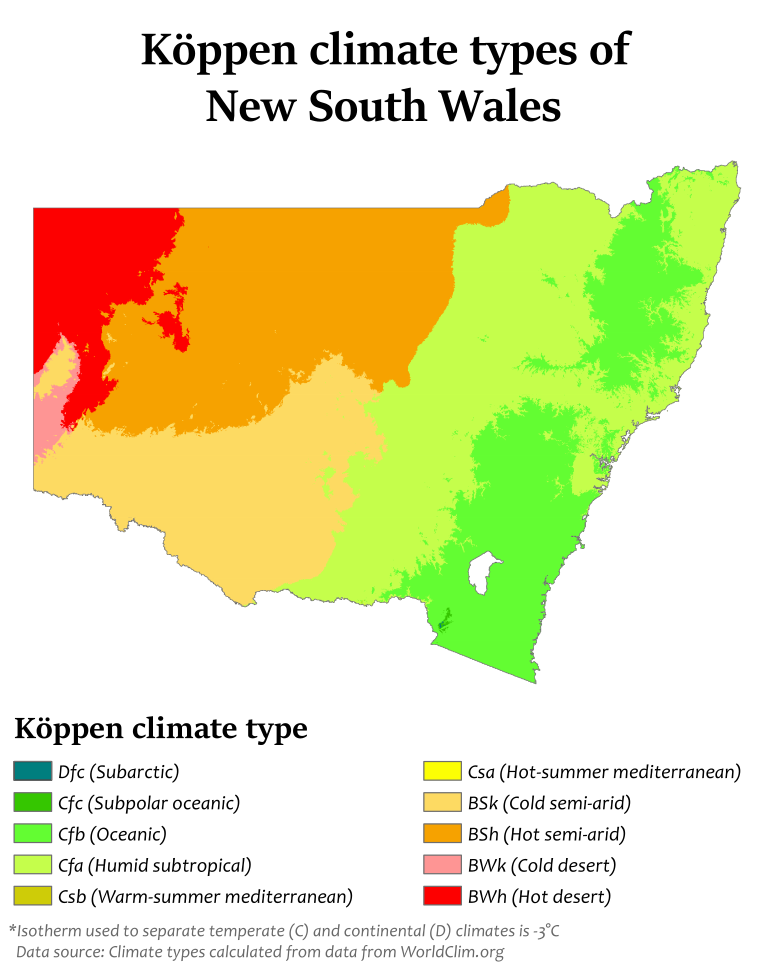 Köppen climate types of
New South Wales
Köppen climate type
Dfc (Subarctic)
Cfc (Subpolar oceanic)
Cfb (Oceanic)
Cfa (Humid subtropical)
Csb (Warm-summer mediterranean)
Csa (Hot-summer mediterranean)
BSk (Cold semi-arid)
BSh (Hot semi-arid)
BWk (Cold desert)
BWh (Hot desert)
*Isotherm used to separate temperate (C) and continental (D) climates is -3°C
Data source: Climate types calculated from data from WorldClim.org